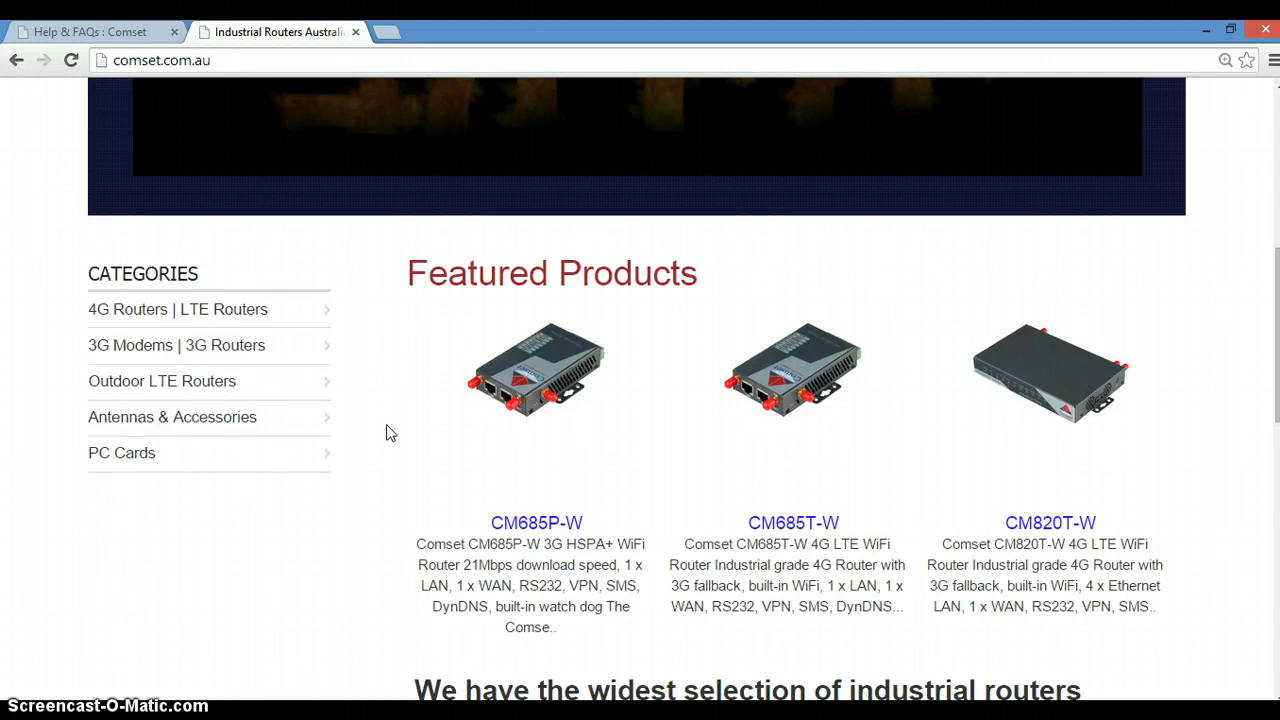 Help & FAQs : Comset
Industrial Routers Australi
comset.com.au
CATEGORIES
4G Routers | LTE Routers
3G Modems | 3G Routers
Outdoor LTE Routers
Antennas & Accessories
PC Cards
Featured Products
CM685P-W
Comset CM685P-W 3G HSPA+ WiFi
Router 21Mbps download speed, 1 x
LAN, 1 x WAN, RS232, VPN, SMS,
DynDNS, built-in watch dog The
Comse..
CM685T-W
Comset CM685T-W 4G LTE WiFi
Router Industrial grade 4G Router with
3G fallback, built-in WiFi, 1 x LAN, 1 x
WAN, RS232, VPN, SMS, DynDNS...
CM820T-W
Comset CM820T-W 4G LTE WiFi
Router Industrial grade 4G Router with
3G fallback, built-in WiFi, 4 x Ethernet
LAN, 1 x WAN, RS232, VPN, SMS..
We have the widest selection of industrial routers
Screencast-O-Matic.com